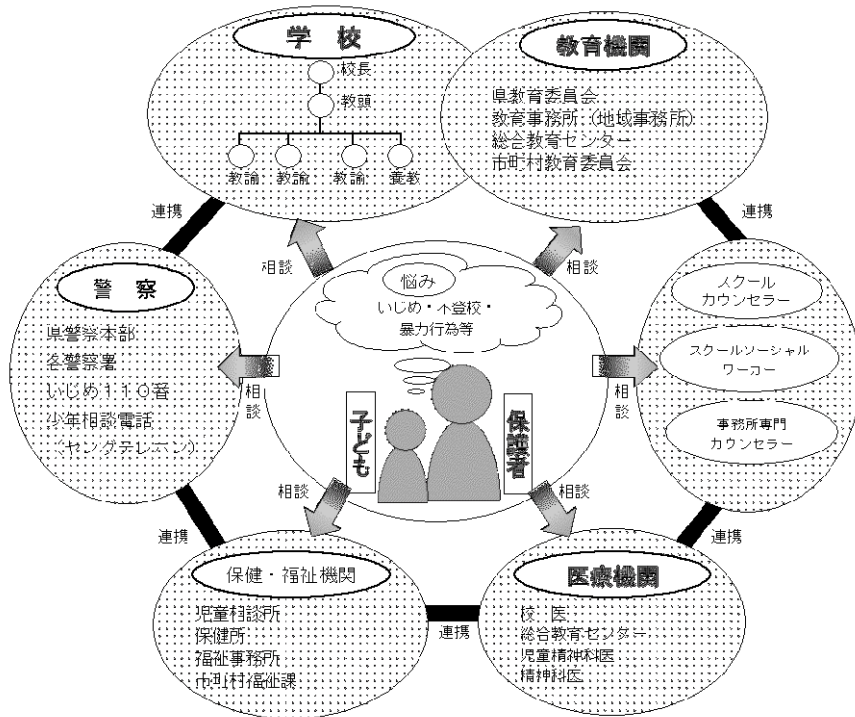 学　校
校長
教頭
教諭
教諭
教諭
養教
教育機関
県教育委員会
教育事務所（地域事務所）
総合教育センター
市町村教育委員会
連携
連携
相談
相談
悩み
いじめ・不登校・
暴力行為等
警　察
県警察本部
各警察署
いじめ１１０番
少年相談電話
（ヤングテレホン）
相談
相談
スクール
カウンセラー
スクールソーシャル
ワーカー
事務所専門
カウンセラー
子ども
保護者
相談
相談
連携
連携
保健・福祉機関
児童相談所
保健所
福祉事務所
市町村福祉課
連携
医療機関
校　医
総合教育センター
児童精神科医
精神科医